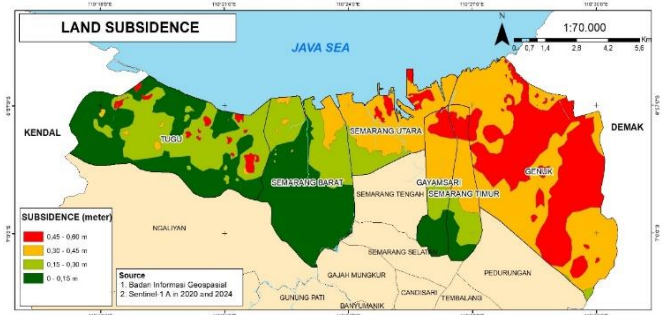 LAND SUBSIDENCE
JAVA SEA
N
1:70.000
Km
0 0,7 1,4 2,8 4,2 5,6
KENDAL
DEMAK
TUGU
SEMARANG UTARA
GENUK
SEMARANG BARAT
GAYAMSARI
SEMARANG TENGAH
SEMARANG TIMUR
NGALIYAN
SEMARANG SELATAN
GAJAH MUNGKUR
PEDURUNGAN
CANDISARI
TEMBALANG
GUNUNG PATI
BANYUMANIK
SUBSIDENCE (meter)
0,45 - 0,60 m
0,30 - 0,45 m
0,15 - 0,30 m
0 - 0,15 m
Source
1. Badan Informasi Geospasial
2. Sentinel-1 A in 2020 and 2024